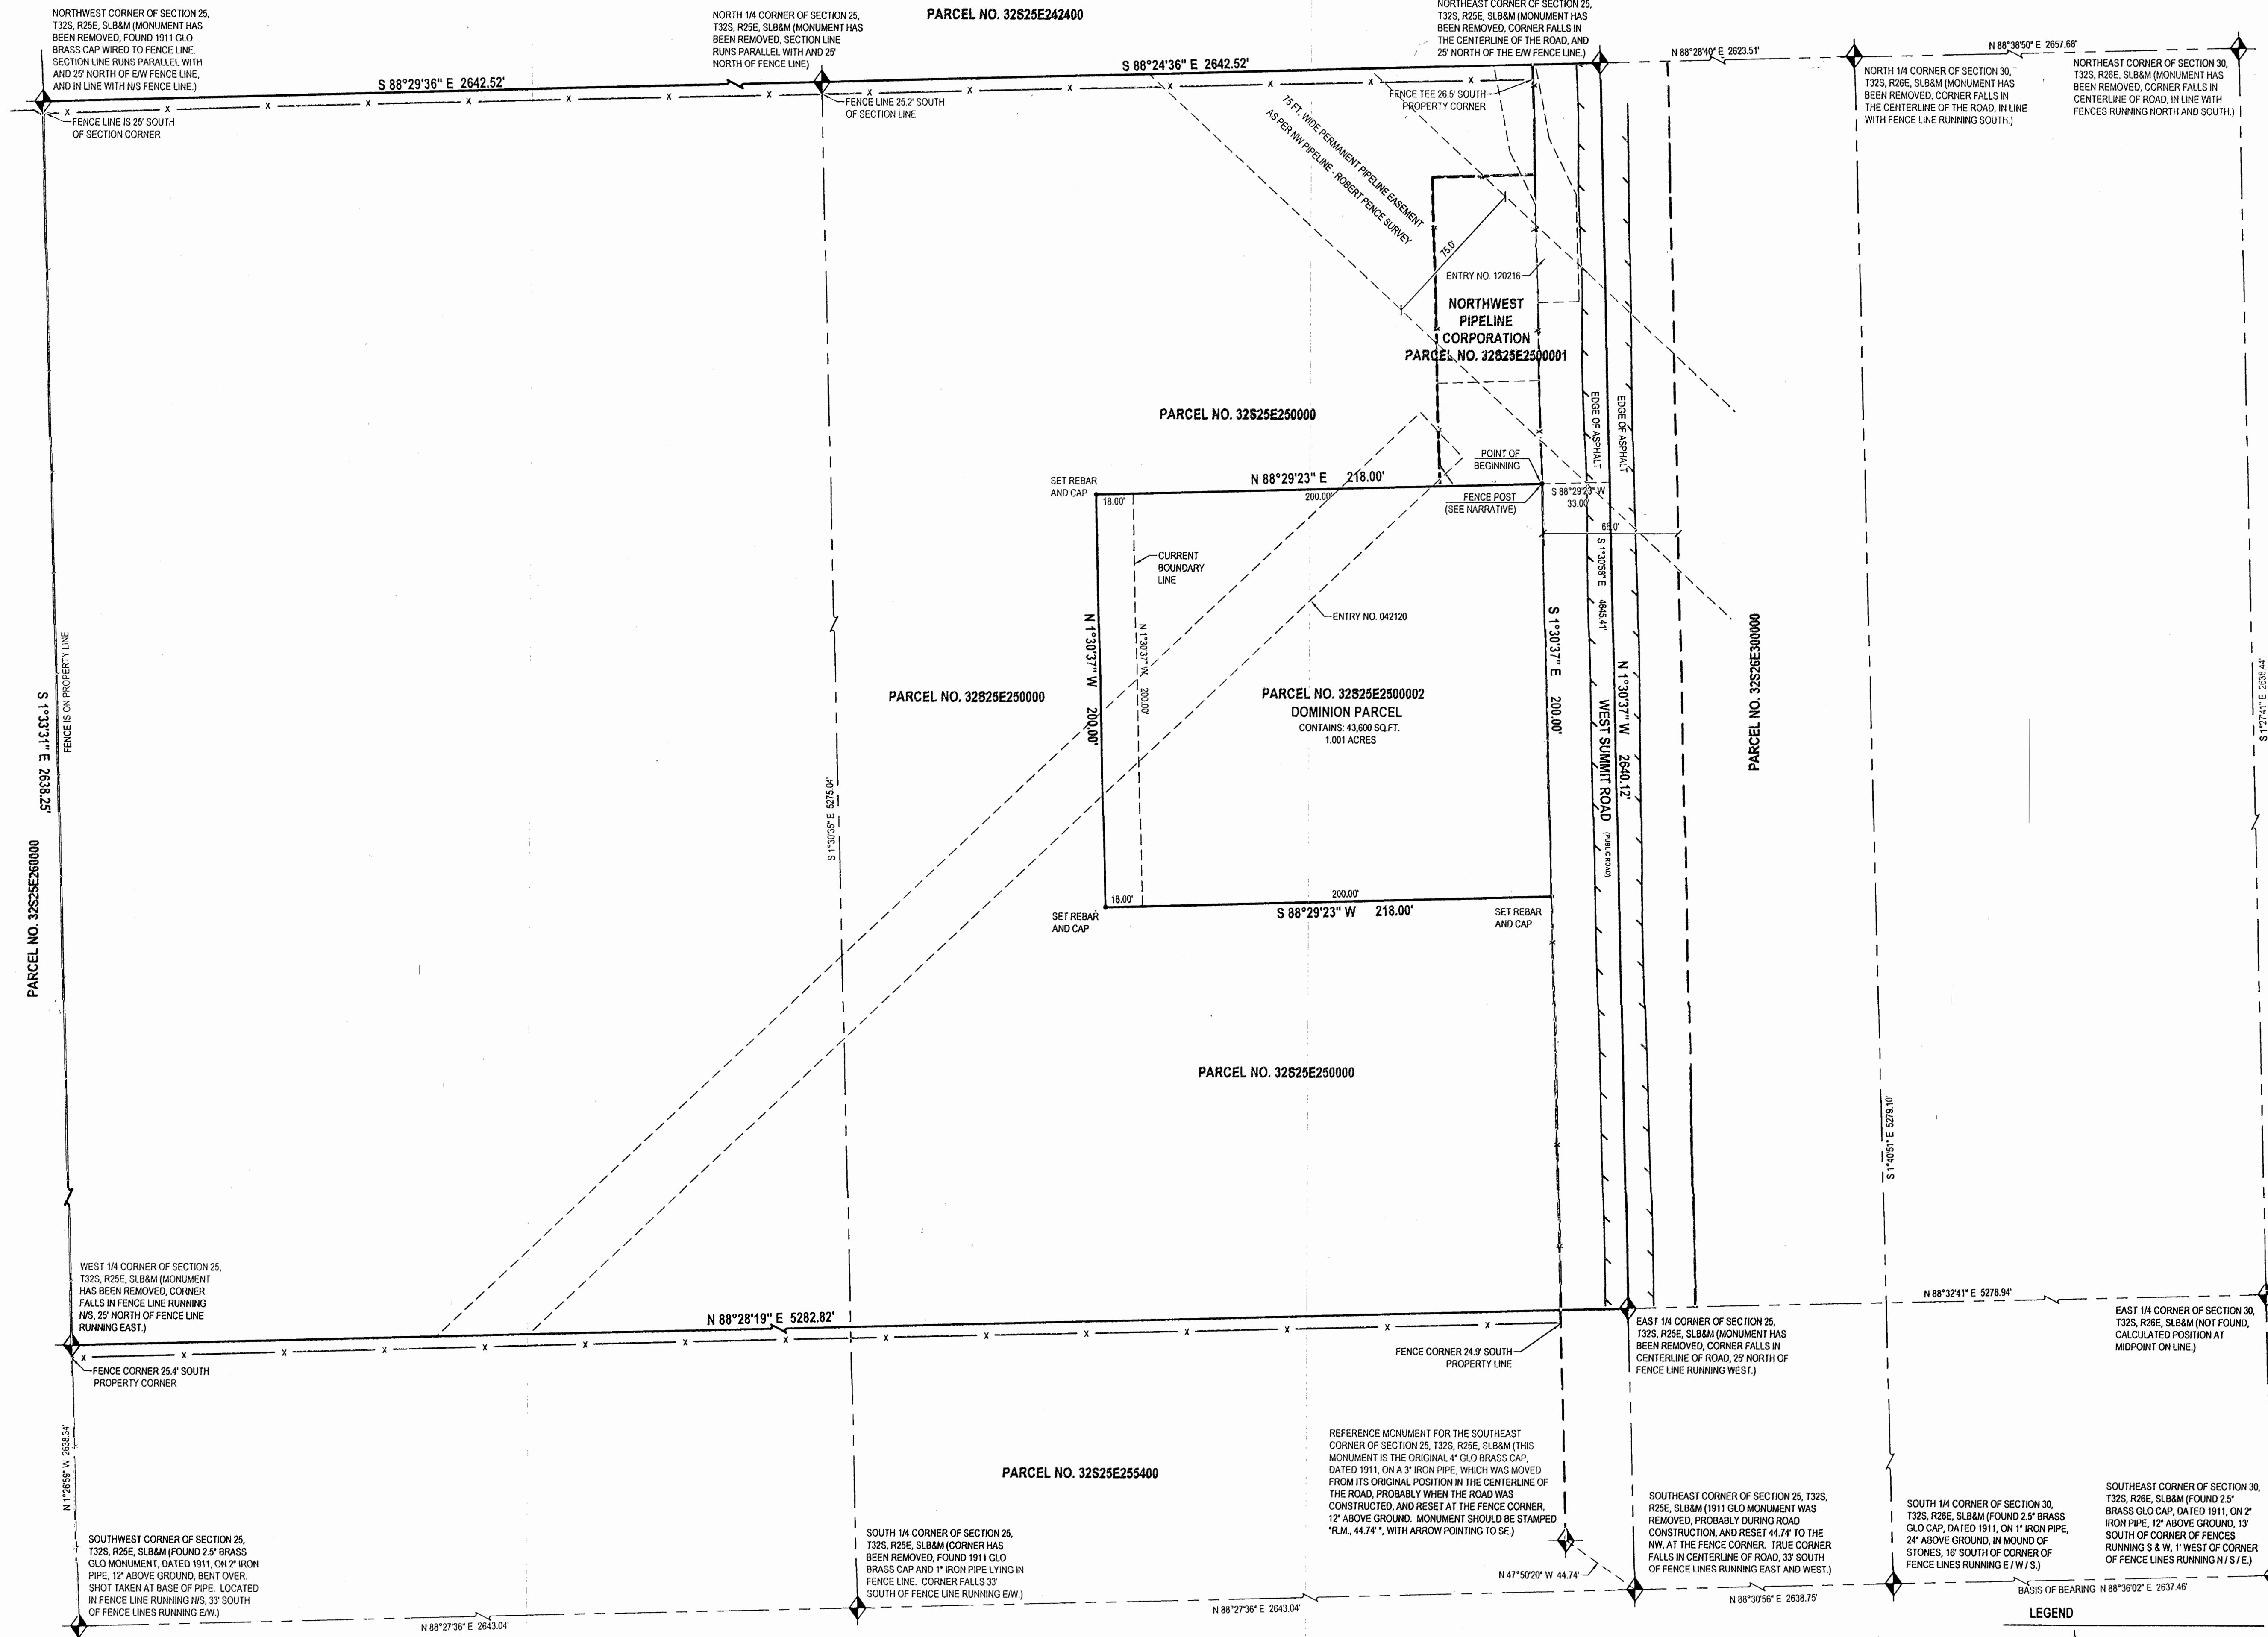 NORTHWEST CORNER OF SECTION 25,
T32S, R25E, SLB&M (MONUMENT HAS
BEEN REMOVED, FOUND 1911 GLO
BRASS CAP WIRED TO FENCE LINE.
SECTION LINE RUNS PARALLEL WITH
AND 25' NORTH OF E/W FENCE LINE,
AND IN LINE WITH N/S FENCE LINE.)
S 88°29'36" E 2642.52'
FENCE LINE IS 25' SOUTH
OF SECTION CORNER
NORTH 1/4 CORNER OF SECTION 25,
T32S, R25E, SLB&M (MONUMENT HAS
BEEN REMOVED, SECTION LINE
RUNS PARALLEL WITH AND 25'
NORTH OF FENCE LINE)
FENCE LINE 25.2' SOUTH
OF SECTION LINE
PARCEL NO. 32S25E242400
S 88°24'36" E 2642.52'
NORTHEAST CORNER OF SECTION 25,
T32S, R25E, SLB&M (MONUMENT HAS
BEEN REMOVED, CORNER FALLS IN
THE CENTERLINE OF THE ROAD, AND
25' NORTH OF THE E/W FENCE LINE.)
FENCE TEE 26.5' SOUTH
PROPERTY CORNER
N 88°28'40" E 2623.51'
NORTH 1/4 CORNER OF SECTION 30,
T32S, R26E, SLB&M (MONUMENT HAS
BEEN REMOVED, CORNER FALLS IN
THE CENTERLINE OF THE ROAD, IN LINE
WITH FENCE LINE RUNNING SOUTH.)
N 88°38'50" E 2657.68'
NORTHEAST CORNER OF SECTION 30,
T32S, R26E, SLB&M (MONUMENT HAS
BEEN REMOVED, CORNER FALLS IN
CENTERLINE OF ROAD, IN LINE WITH
FENCES RUNNING NORTH AND SOUTH.)
75 FT. WIDE PERMANENT PIPELINE EASEMENT
AS PER NW PIPELINE - ROBERT PENCE SURVEY
75.0'
ENTRY NO. 120216
NORTHWEST
PIPELINE
CORPORATION
PARCEL NO. 32S25E2500001
EDGE OF ASPHALT
EDGE OF ASPHALT
PARCEL NO. 32S25E250000
POINT OF
BEGINNING
SET REBAR
AND CAP
N 88°29'23" E 218.00'
18.00'
200.00'
FENCE POST
(SEE NARRATIVE)
S 88°29'23" W
33.00'
66.0'
CURRENT
BOUNDARY
LINE
ENTRY NO. 042120
N 1°30'37" W 200.00'
N 1°30'37" W 200.00'
S 1°30'37" E 200.00'
S 1°30'58" E 4645.41'
WEST SUMMIT ROAD (PUBLIC ROAD)
N 1°30'37" W 2640.12'
PARCEL NO. 32S26E300000
S 1°27'41" E 2638.44'
FENCE IS ON PROPERTY LINE
S 1°33'31" E 2638.25'
PARCEL NO. 32S25E260000
S 1°30'35" E 5275.04'
PARCEL NO. 32S25E250000
PARCEL NO. 32S25E2500002
DOMINION PARCEL
CONTAINS: 43,600 SQ.FT.
1.001 ACRES
18.00'
200.00'
SET REBAR
AND CAP
S 88°29'23" W 218.00'
SET REBAR
AND CAP
PARCEL NO. 32S25E250000
S 1°40'51" E 5279.10'
WEST 1/4 CORNER OF SECTION 25,
T32S, R25E, SLB&M (MONUMENT
HAS BEEN REMOVED, CORNER
FALLS IN FENCE LINE RUNNING
N/S, 25' NORTH OF FENCE LINE
RUNNING EAST.)
N 88°28'19" E 5282.82'
FENCE CORNER 25.4' SOUTH
PROPERTY CORNER
FENCE CORNER 24.9' SOUTH
PROPERTY LINE
EAST 1/4 CORNER OF SECTION 25,
T32S, R25E, SLB&M (MONUMENT HAS
BEEN REMOVED, CORNER FALLS IN
CENTERLINE OF ROAD, 25' NORTH OF
FENCE LINE RUNNING WEST.)
N 88°32'41" E 5278.94'
EAST 1/4 CORNER OF SECTION 30,
T32S, R26E, SLB&M (NOT FOUND,
CALCULATED POSITION AT
MIDPOINT ON LINE.)
N 1°26'59" W 2638.34'
PARCEL NO. 32S25E255400
REFERENCE MONUMENT FOR THE SOUTHEAST
CORNER OF SECTION 25, T32S, R25E, SLB&M (THIS
MONUMENT IS THE ORIGINAL 4" GLO BRASS CAP,
DATED 1911, ON A 3" IRON PIPE, WHICH WAS MOVED
FROM ITS ORIGINAL POSITION IN THE CENTERLINE OF
THE ROAD, PROBABLY WHEN THE ROAD WAS
CONSTRUCTED, AND RESET AT THE FENCE CORNER,
12" ABOVE GROUND. MONUMENT SHOULD BE STAMPED
"R.M., 44.74' ", WITH ARROW POINTING TO SE.)
SOUTHWEST CORNER OF SECTION 25,
T32S, R25E, SLB&M (FOUND 2.5" BRASS
GLO MONUMENT, DATED 1911, ON 2" IRON
PIPE, 12" ABOVE GROUND, BENT OVER.
SHOT TAKEN AT BASE OF PIPE. LOCATED
IN FENCE LINE RUNNING N/S, 33' SOUTH
OF FENCE LINES RUNNING E/W.)
N 88°27'36" E 2643.04'
SOUTH 1/4 CORNER OF SECTION 25,
T32S, R25E, SLB&M (CORNER HAS
BEEN REMOVED, FOUND 1911 GLO
BRASS CAP AND 1" IRON PIPE LYING IN
FENCE LINE. CORNER FALLS 33'
SOUTH OF FENCE LINE RUNNING E/W.)
N 88°27'36" E 2643.04'
N 47°50'20" W 44.74'
SOUTHEAST CORNER OF SECTION 25, T32S,
R25E, SLB&M (1911 GLO MONUMENT WAS
REMOVED, PROBABLY DURING ROAD
CONSTRUCTION, AND RESET 44.74' TO THE
NW, AT THE FENCE CORNER. TRUE CORNER
FALLS IN CENTERLINE OF ROAD, 33' SOUTH
OF FENCE LINES RUNNING EAST AND WEST.)
N 88°30'56" E 2638.75'
SOUTH 1/4 CORNER OF SECTION 30,
T32S, R26E, SLB&M (FOUND 2.5" BRASS
GLO CAP, DATED 1911, ON 1" IRON PIPE,
24" ABOVE GROUND, IN MOUND OF
STONES, 16' SOUTH OF CORNER OF
FENCE LINES RUNNING E / W / S.)
SOUTHEAST CORNER OF SECTION 30,
T32S, R26E, SLB&M (FOUND 2.5"
BRASS GLO CAP, DATED 1911, ON 2"
IRON PIPE, 12" ABOVE GROUND, 13'
SOUTH OF CORNER OF FENCES
RUNNING S & W, 1' WEST OF CORNER
OF FENCE LINES RUNNING N / S / E.)
BASIS OF BEARING N 88°36'02" E 2637.46'
LEGEND